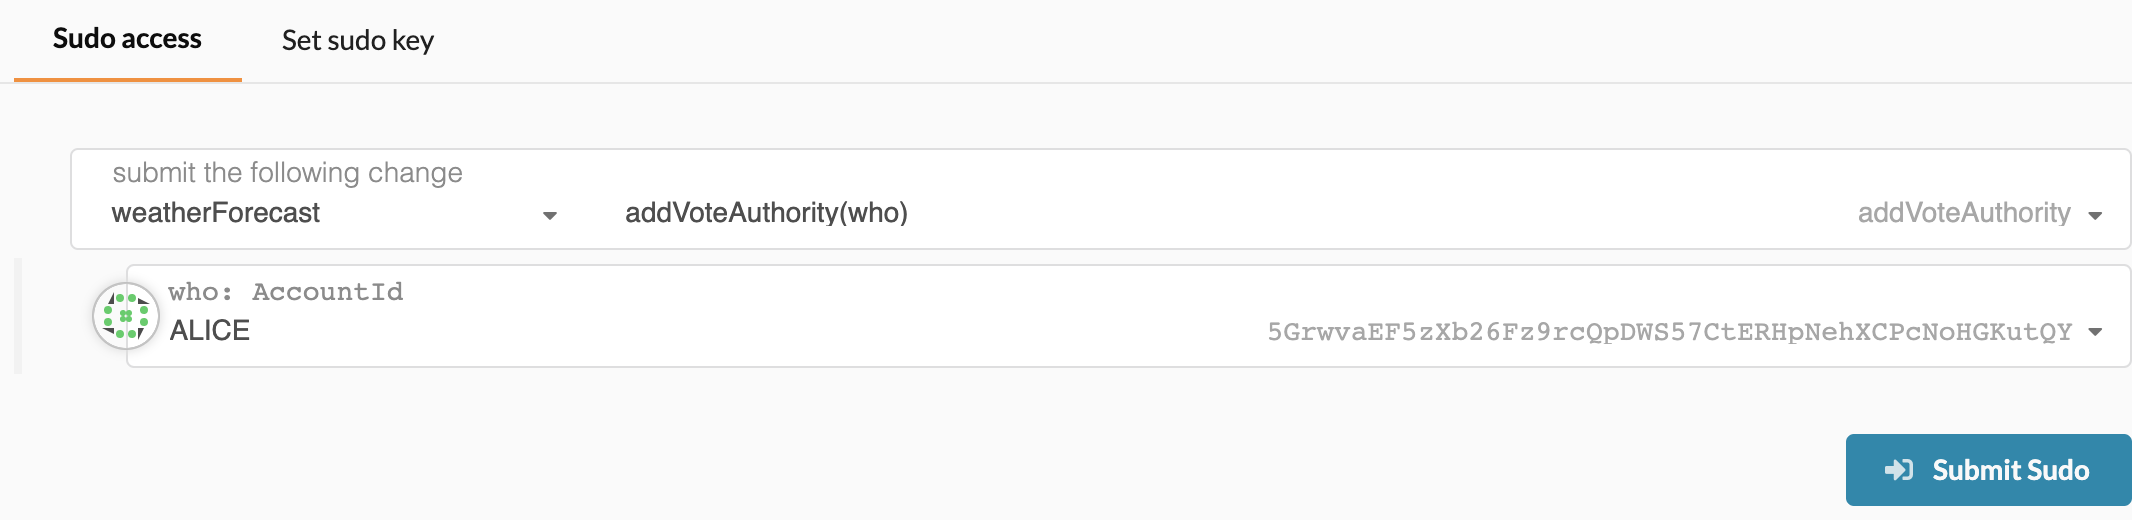 Sudo access
Set sudo key
submit the following change
weatherForecast
addVoteAuthority(who)
addVoteAuthority
who: AccountId
ALICE
5GrwvaEF5zXb26Fz9rcQpDWS57CtERHpNehXCPcNoHGKutQY
Submit Sudo